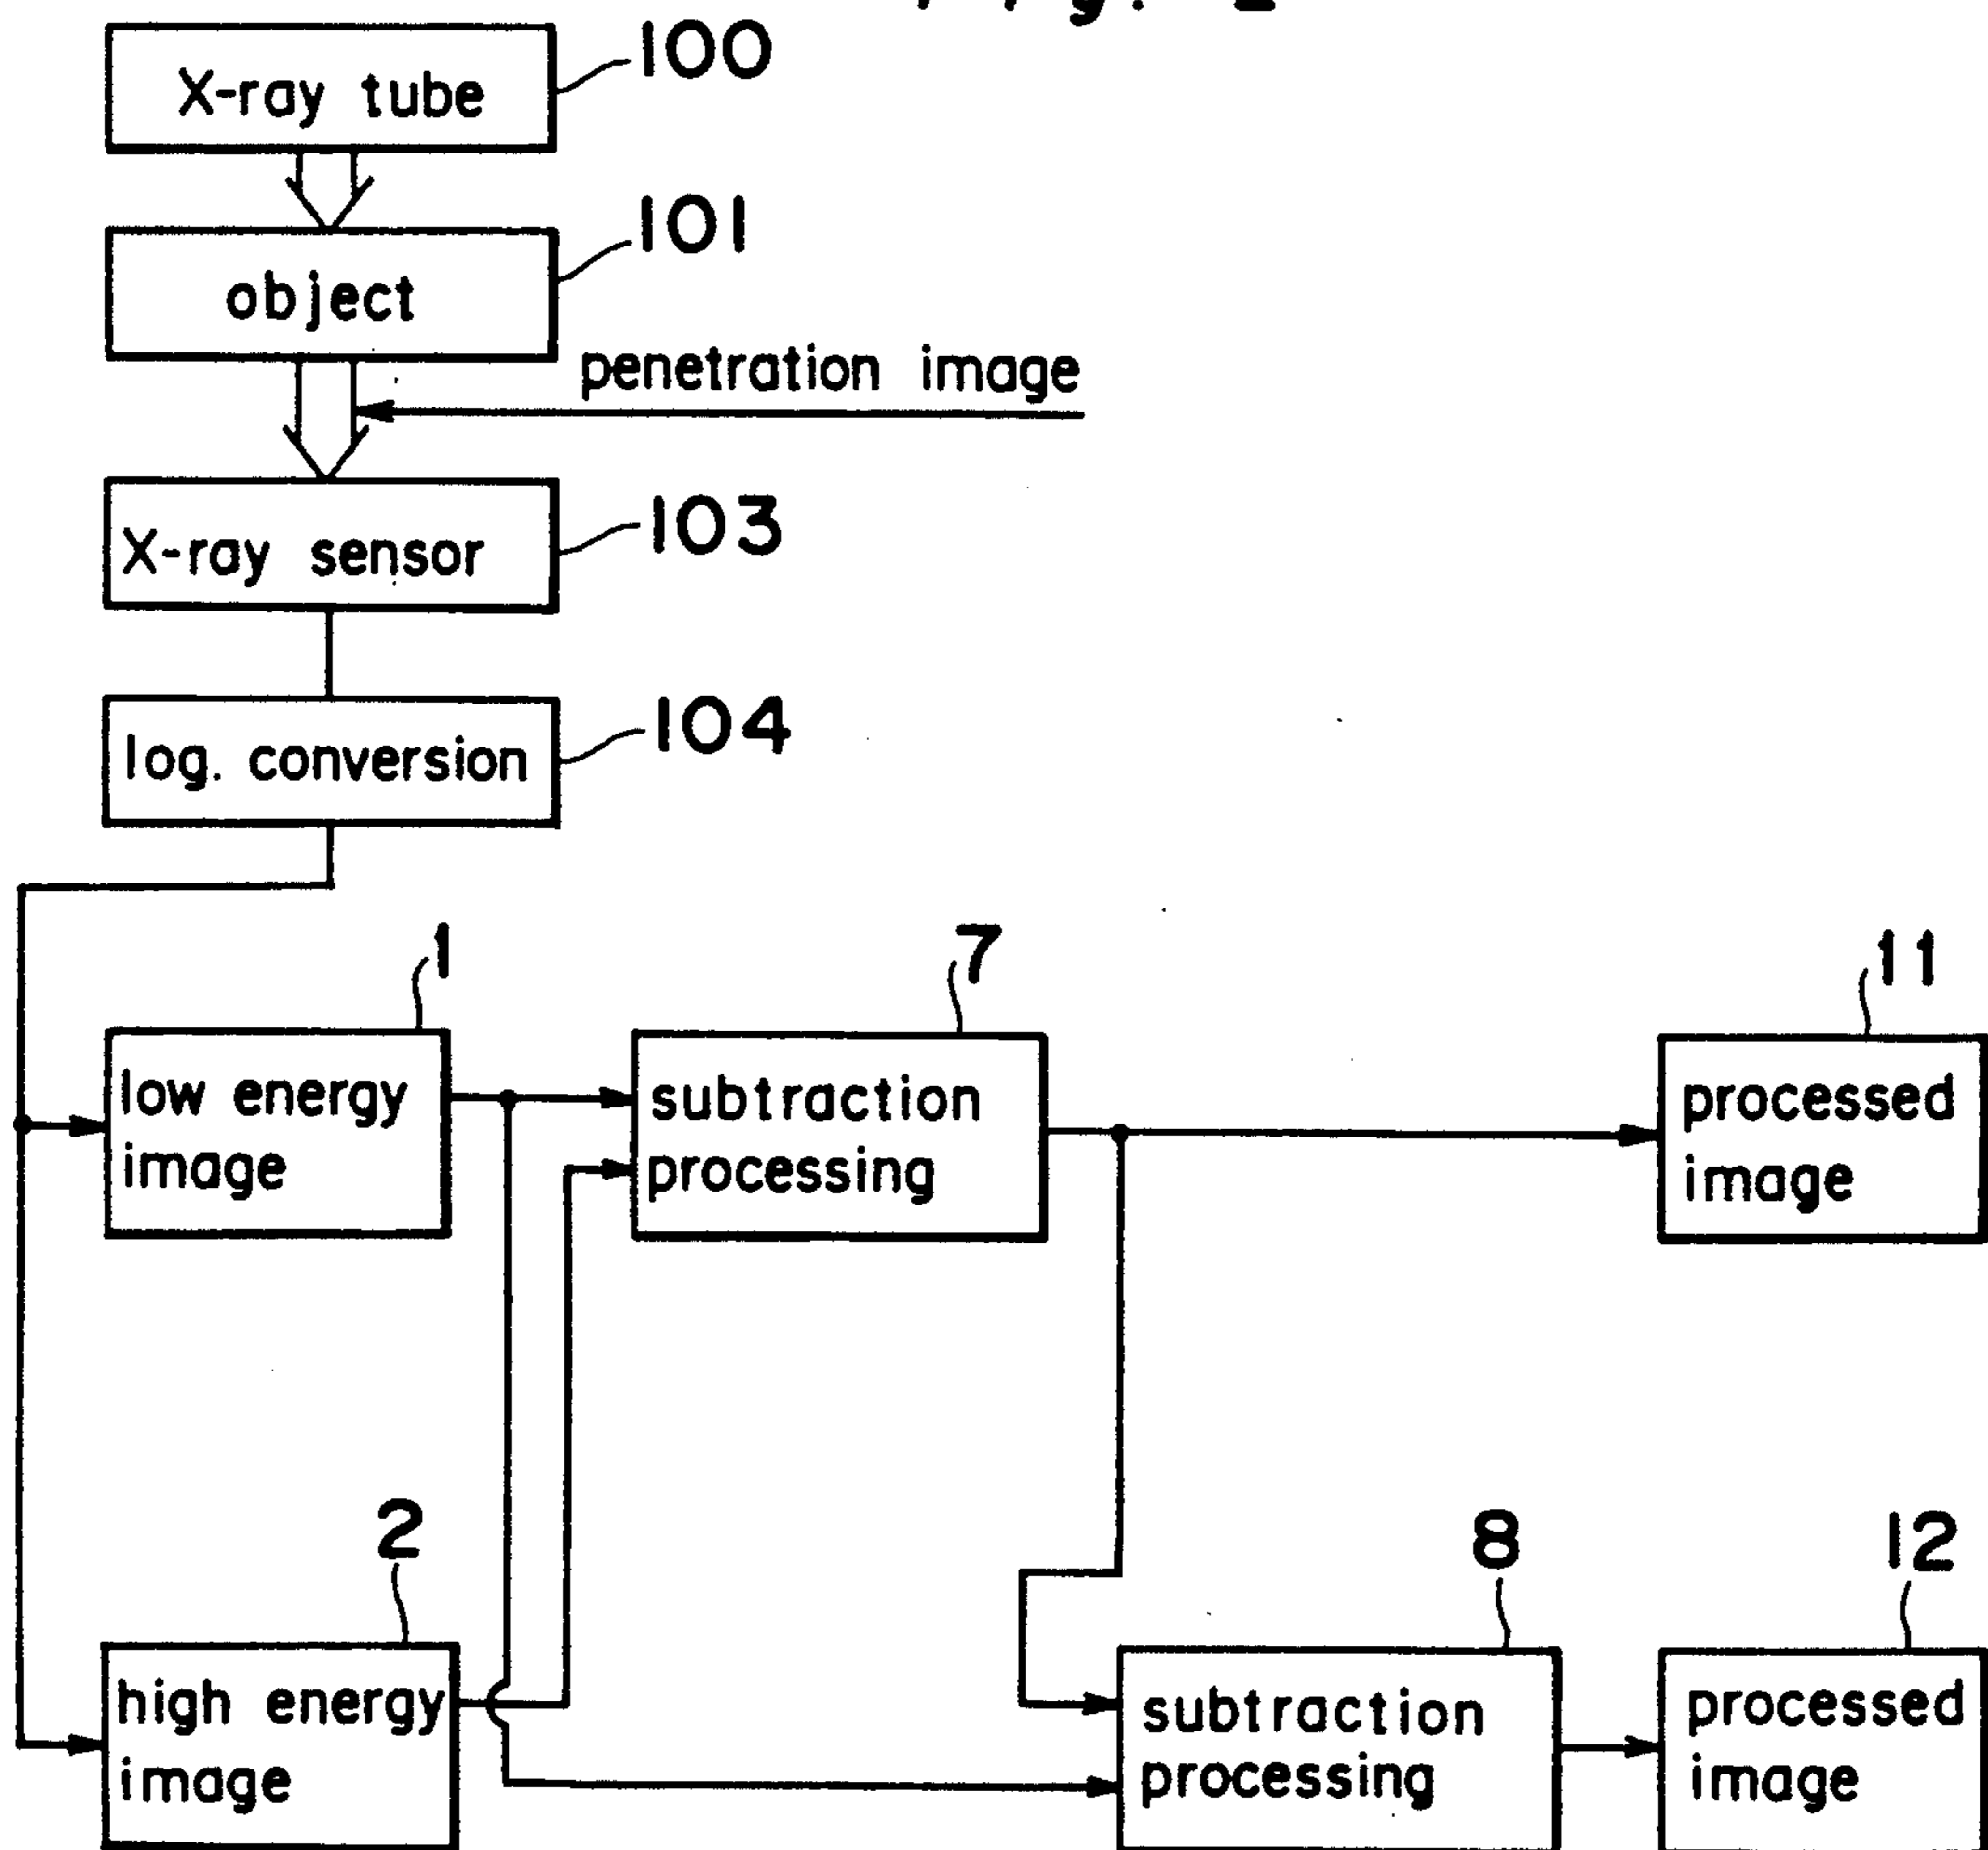 100
X-ray tube
101
object
penetration image
103
X-ray sensor
104
log. conversion
1
7
11
low energy
image
subtraction
processing
processed
image
2
8
12
high energy
image
subtraction
processing
processed
image